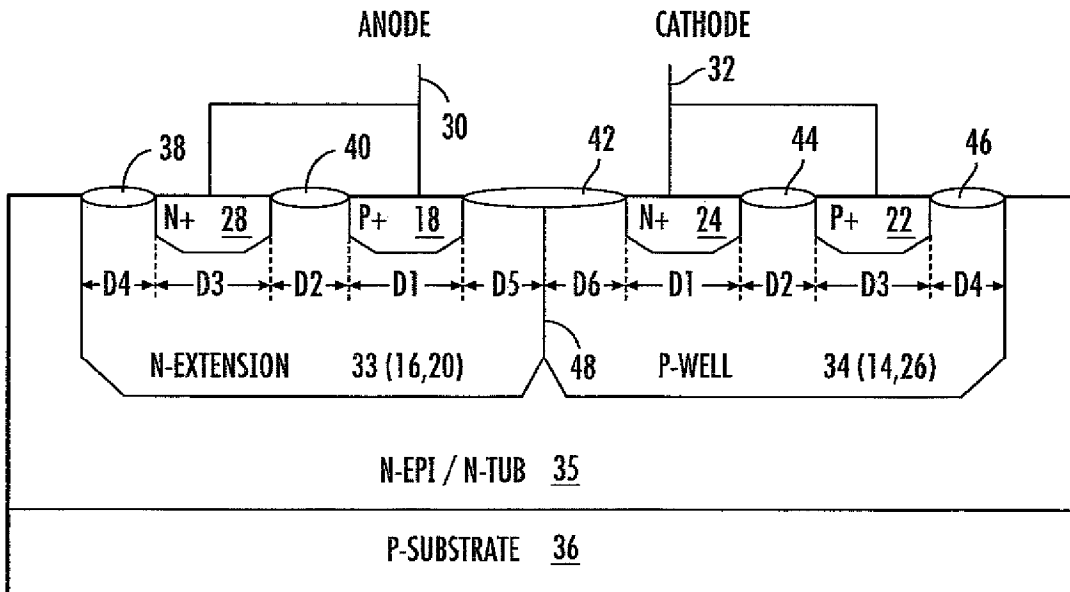 ANODE CATHODE
30 32
38 40 42 44 46
N+ 28 P+ 18 N+ 24 P+ 22
D4 D3 D2 D1 D5 D6 D1 D2 D3 D4
N-EXTENSION 33 (16,20) 48 P-WELL 34 (14,26)
N-EPI / N-TUB 35
P-SUBSTRATE 36